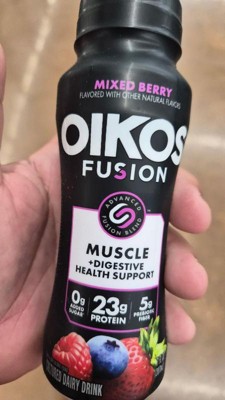 MIXED BERRY
FLAVORED WITH OTHER NATURAL FLAVORS
OIKOS
FUSION
ADVANCED
FUSION BLEND
MUSCLE
+DIGESTIVE
HEALTH SUPPORT
0g ADDED SUGAR
23g PROTEIN
5g PREBIOTIC FIBER
CULTURED DAIRY DRINK